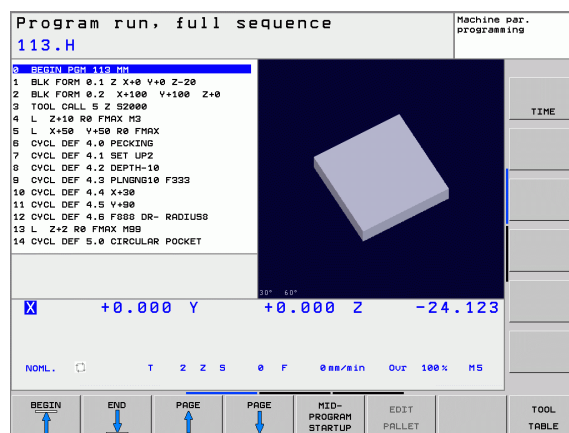 Program run, full sequence
113.H
Machine par.
programming
0 BEGIN PGM 113 MM
1 BLK FORM 0.1 Z X+0 Y+0 Z-20
2 BLK FORM 0.2 X+100 Y+100 Z+0
3 TOOL CALL 5 Z S2000
4 L Z+10 R0 FMAX M3
5 L X+50 Y+50 R0 FMAX
6 CYCL DEF 4.0 PECKING
7 CYCL DEF 4.1 SET UP2
8 CYCL DEF 4.2 DEPTH-10
9 CYCL DEF 4.3 PLNGNG10 F333
10 CYCL DEF 4.4 X+30
11 CYCL DEF 4.5 Y+90
12 CYCL DEF 4.6 F888 DR- RADIUS8
13 L Z+2 R0 FMAX M99
14 CYCL DEF 5.0 CIRCULAR POCKET
30° 60°
TIME
X +0.000 Y +0.000 Z -24.123
NOML. T 2 Z S 0 F 0mm/min Ovr 100% M5
BEGIN
END
PAGE
PAGE
MID-
PROGRAM
STARTUP
EDIT
PALLET
TOOL
TABLE